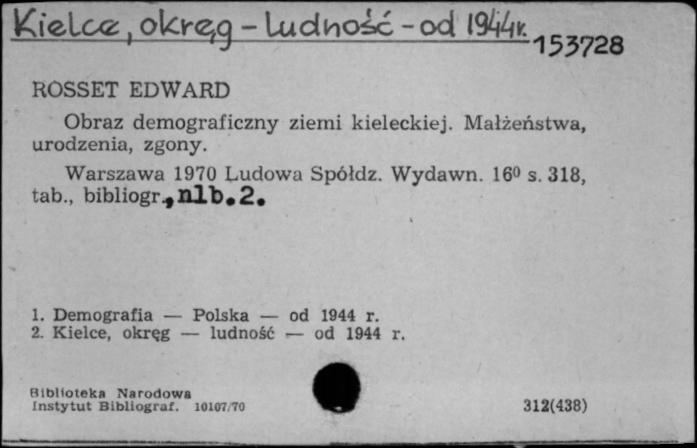 Kielce, okręg - ludność - od 1944r.
153728
ROSSET EDWARD
Obraz demograficzny ziemi kieleckiej. Małżeństwa,
urodzenia, zgony.
Warszawa 1970 Ludowa Spółdz. Wydawn. 16⁰ s. 318,
tab., bibliogr., nlb.2.
1. Demografia — Polska — od 1944 r.
2. Kielce, okręg — ludność — od 1944 r.
Biblioteka Narodowa
Instytut Bibliograf. 10107/70
312(438)